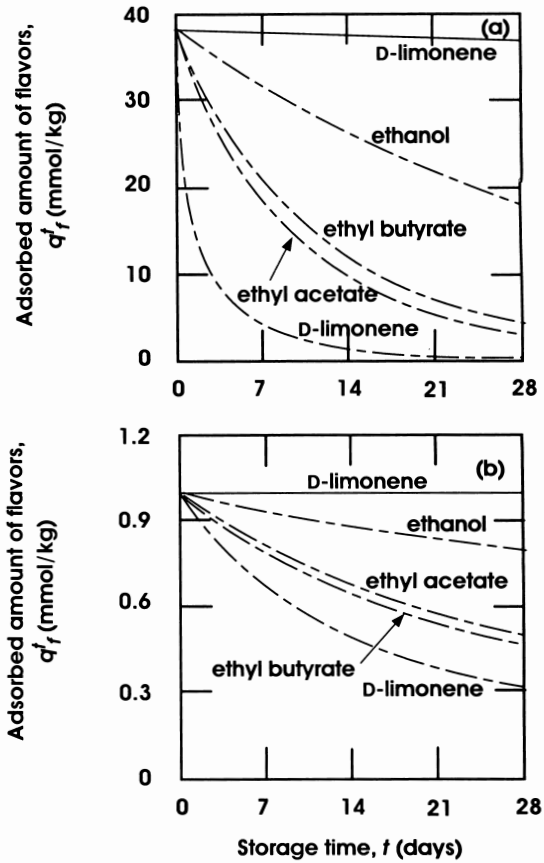 Adsorbed amount of flavors,
qᵗf (mmol/kg)
40
30
20
10
0
(a)
D-limonene
ethanol
ethyl butyrate
ethyl acetate
D-limonene
0 7 14 21 28
Adsorbed amount of flavors,
qᵗf (mmol/kg)
1.2
0.9
0.6
0.3
0
(b)
D-limonene
ethanol
ethyl acetate
ethyl butyrate
D-limonene
0 7 14 21 28
Storage time, t (days)